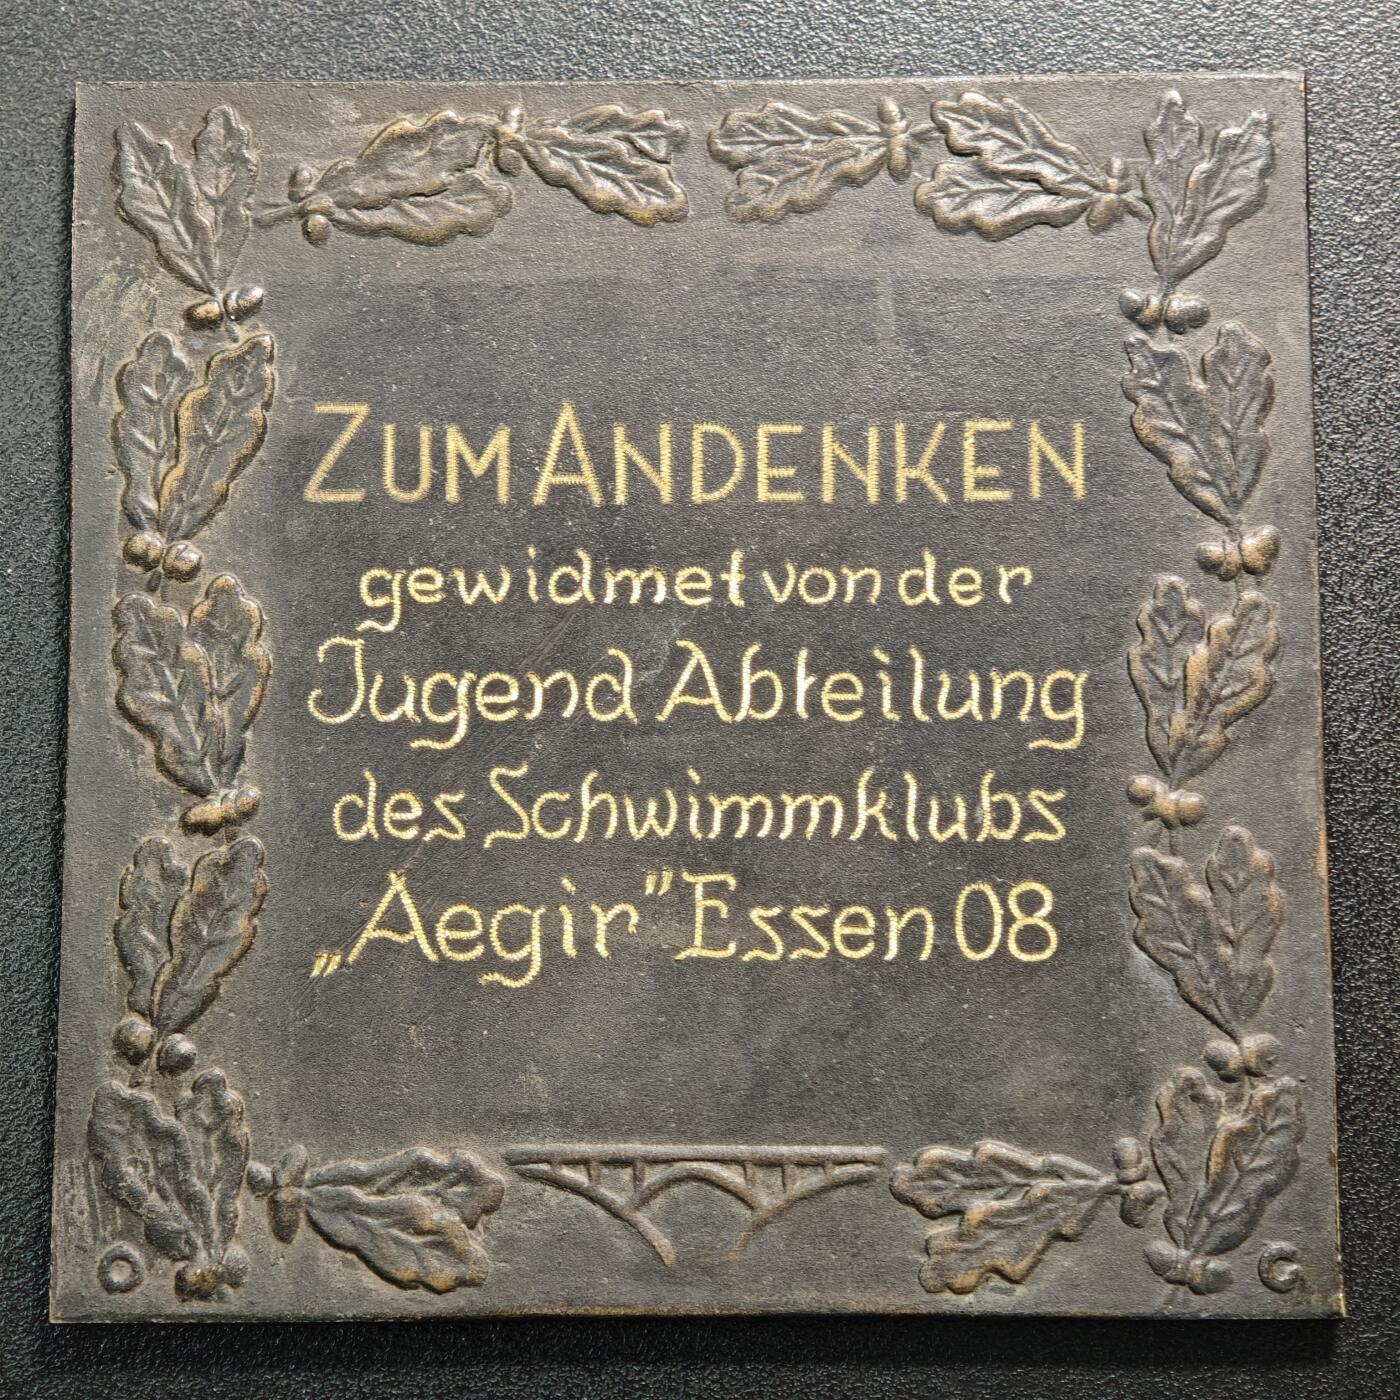 ZUM ANDENKEN
gewidmet von der
Jugend Abteilung
des Schwimmklubs
„Aegir” Essen 08
O G